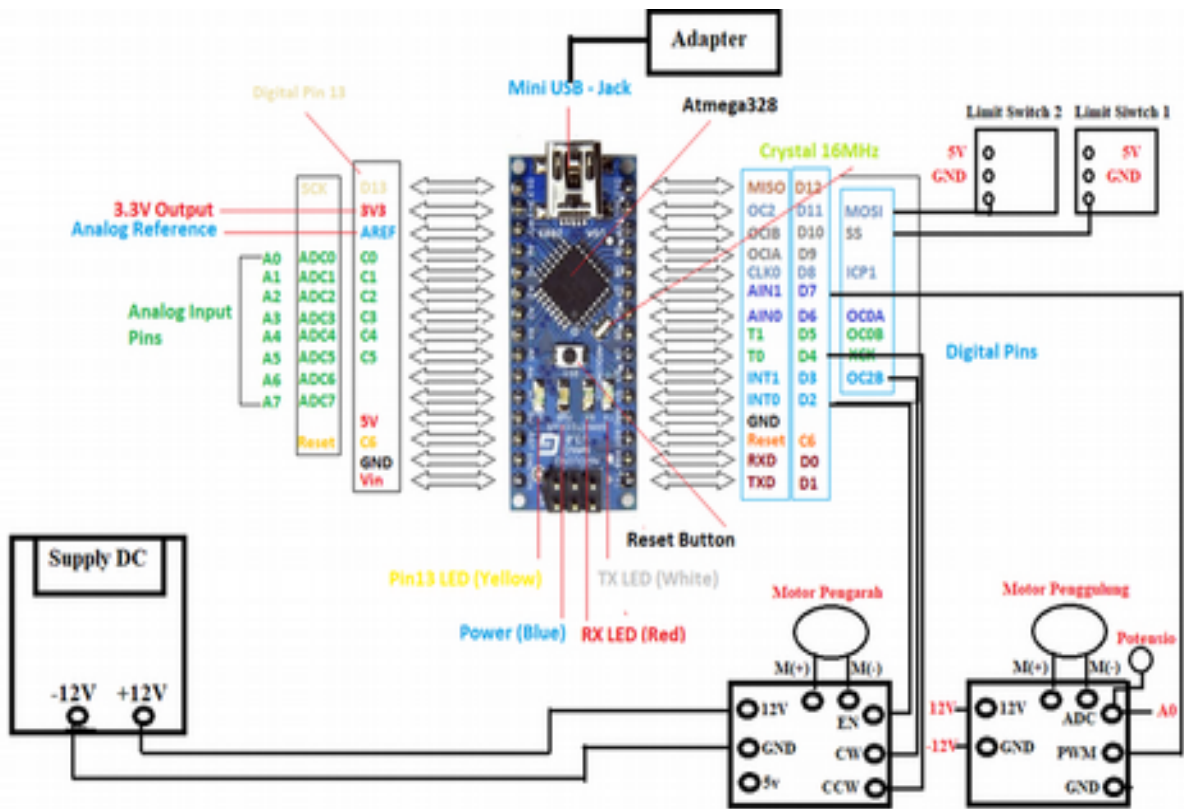 Adapter
Mini USB - Jack
Digital Pin 13
Atmega328
Crystal 16MHz
Limit Switch 2
Limit Siwtch 1
5V
GND
5V
GND
SCK
D13
3.3V Output
3V3
Analog Reference
AREF
A0 ADC0 C0
A1 ADC1 C1
A2 ADC2 C2
A3 ADC3 C3
A4 ADC4 C4
A5 ADC5 C5
A6 ADC6
A7 ADC7
Analog Input
Pins
5V
Reset C6
GND
Vin
MISO D12
OC2 D11 MOSI
OCIB D10 SS
OCIA D9
CLK0 D8 ICP1
AIN1 D7
AIN0 D6 OC0A
T1 D5 OC0B
T0 D4 XCK
INT1 D3 OC2B
INT0 D2
GND
Reset C6
RXD D0
TXD D1
Digital Pins
Reset Button
Pin13 LED (Yellow)
TX LED (White)
Power (Blue)
RX LED (Red)
Supply DC
-12V +12V
Motor Pengarah
M(+) M(-)
12V
EN
GND
CW
5v
CCW
Motor Penggulung
Potensio
M(+) M(-)
12V
12V
ADC
A0
-12V
GND
PWM
GND